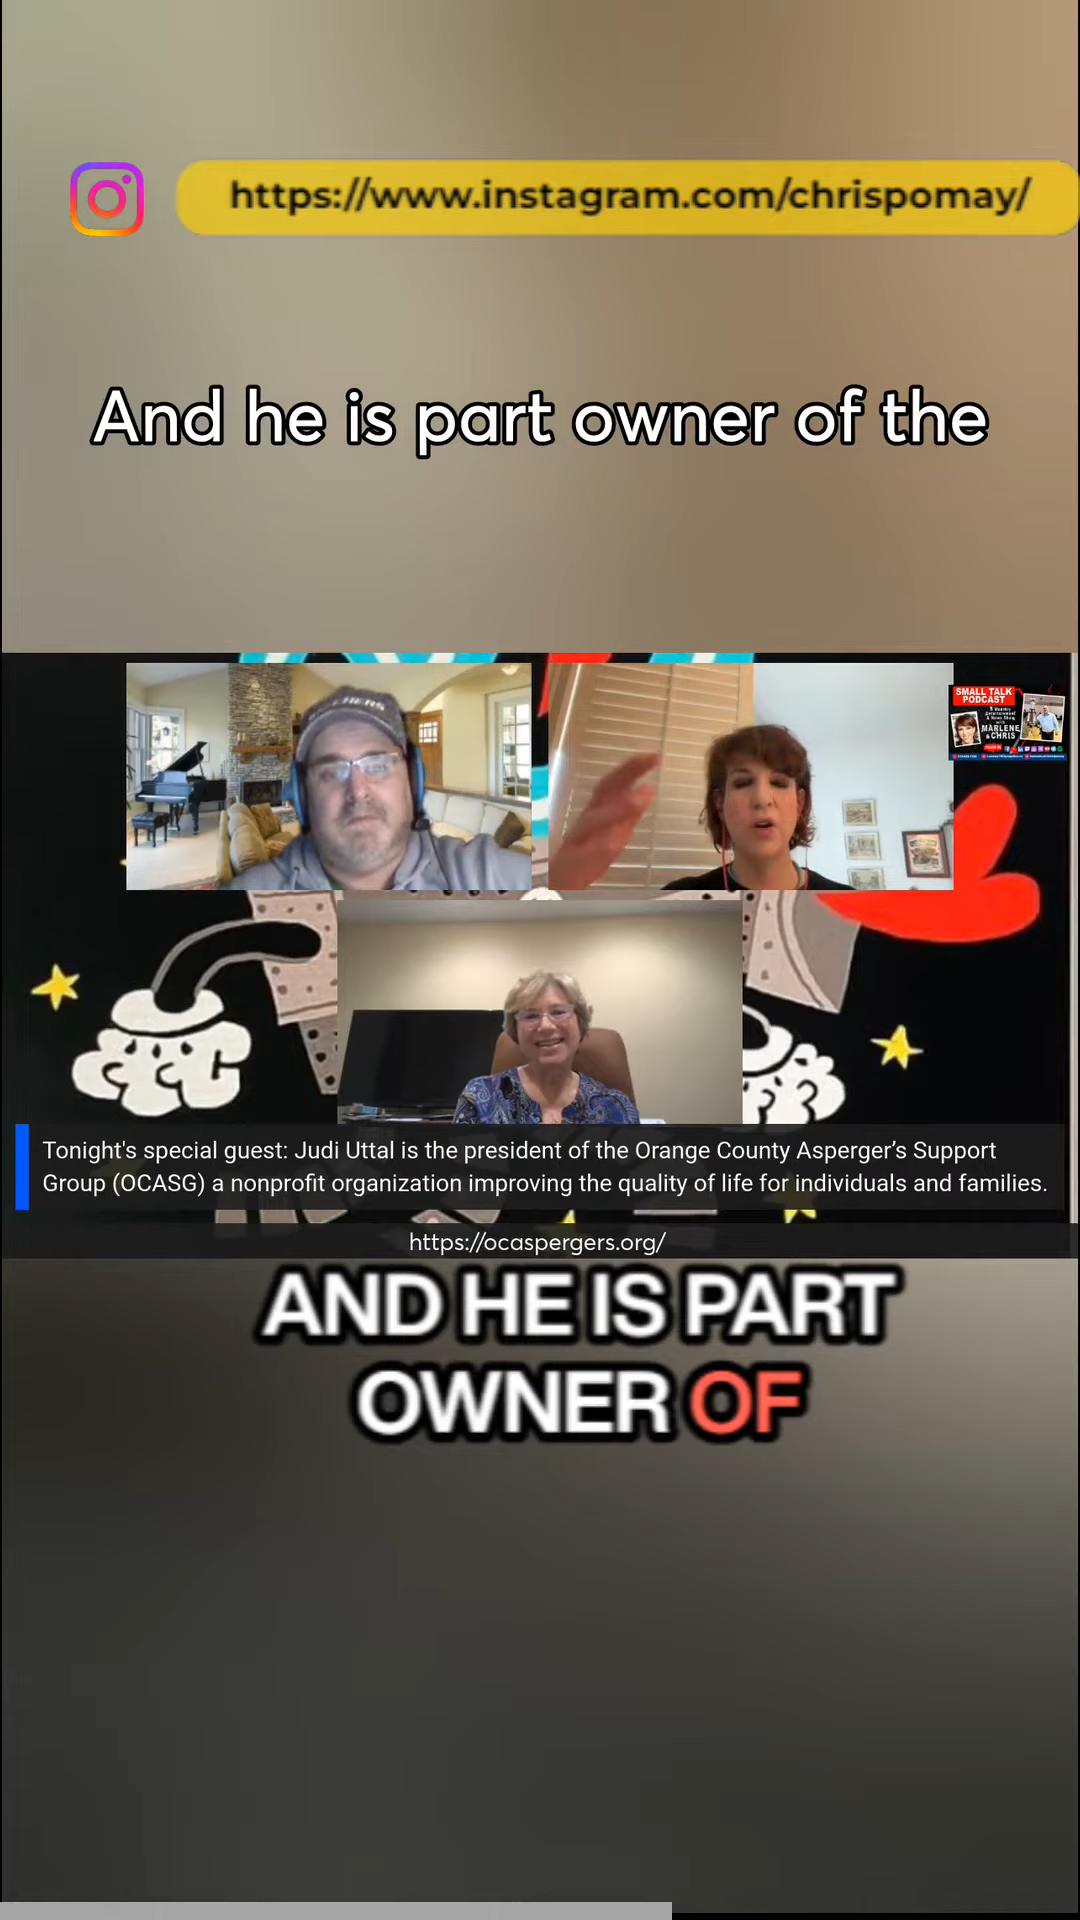 https://www.instagram.com/chrispomay/
And he is part owner of the
SMALL TALK
PODCAST
MARLENE
& CHRIS
Tonight's special guest: Judi Uttal is the president of the Orange County Asperger’s Support
Group (OCASG) a nonprofit organization improving the quality of life for individuals and families.
https://ocaspergers.org/
AND HE IS PART
OWNER OF